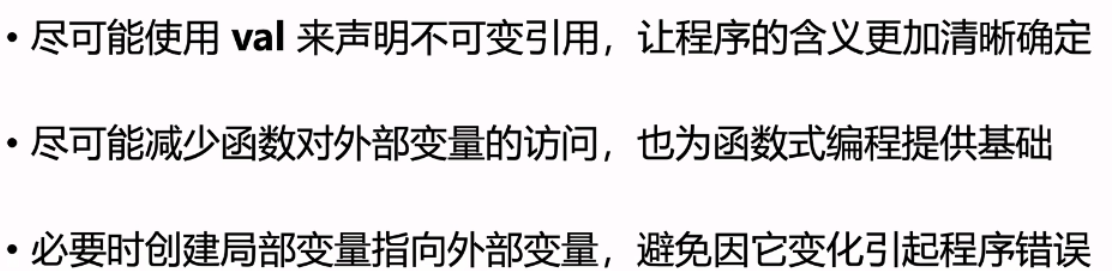 • 尽可能使用 val 来声明不可变引用，让程序的含义更加清晰确定
• 尽可能减少函数对外部变量的访问，也为函数式编程提供基础
• 必要时创建局部变量指向外部变量，避免因它变化引起程序错误